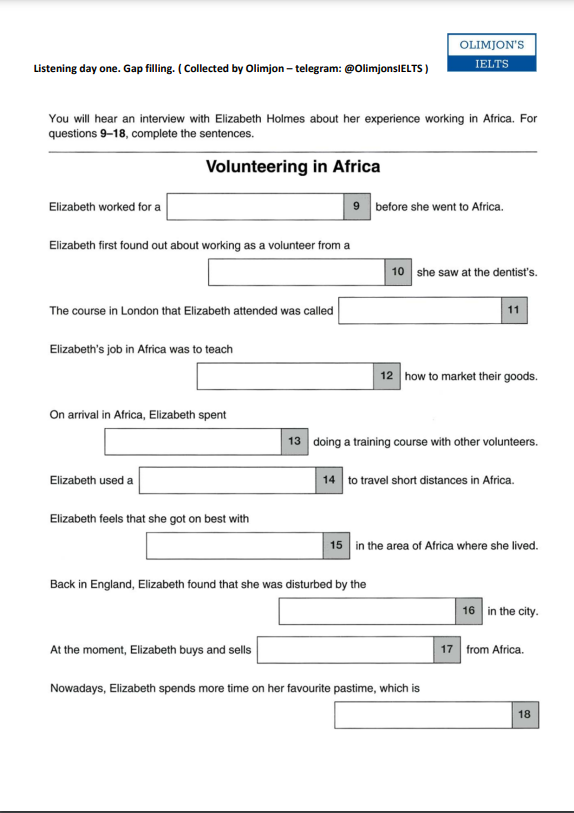 OLIMJON'S
IELTS
Listening day one. Gap filling. ( Collected by Olimjon – telegram: @OlimjonsIELTS )
You will hear an interview with Elizabeth Holmes about her experience working in Africa. For
questions 9–18, complete the sentences.
Volunteering in Africa
Elizabeth worked for a 9 before she went to Africa.
Elizabeth first found out about working as a volunteer from a
10 she saw at the dentist's.
The course in London that Elizabeth attended was called 11
Elizabeth's job in Africa was to teach
12 how to market their goods.
On arrival in Africa, Elizabeth spent
13 doing a training course with other volunteers.
Elizabeth used a 14 to travel short distances in Africa.
Elizabeth feels that she got on best with
15 in the area of Africa where she lived.
Back in England, Elizabeth found that she was disturbed by the
16 in the city.
At the moment, Elizabeth buys and sells 17 from Africa.
Nowadays, Elizabeth spends more time on her favourite pastime, which is
18